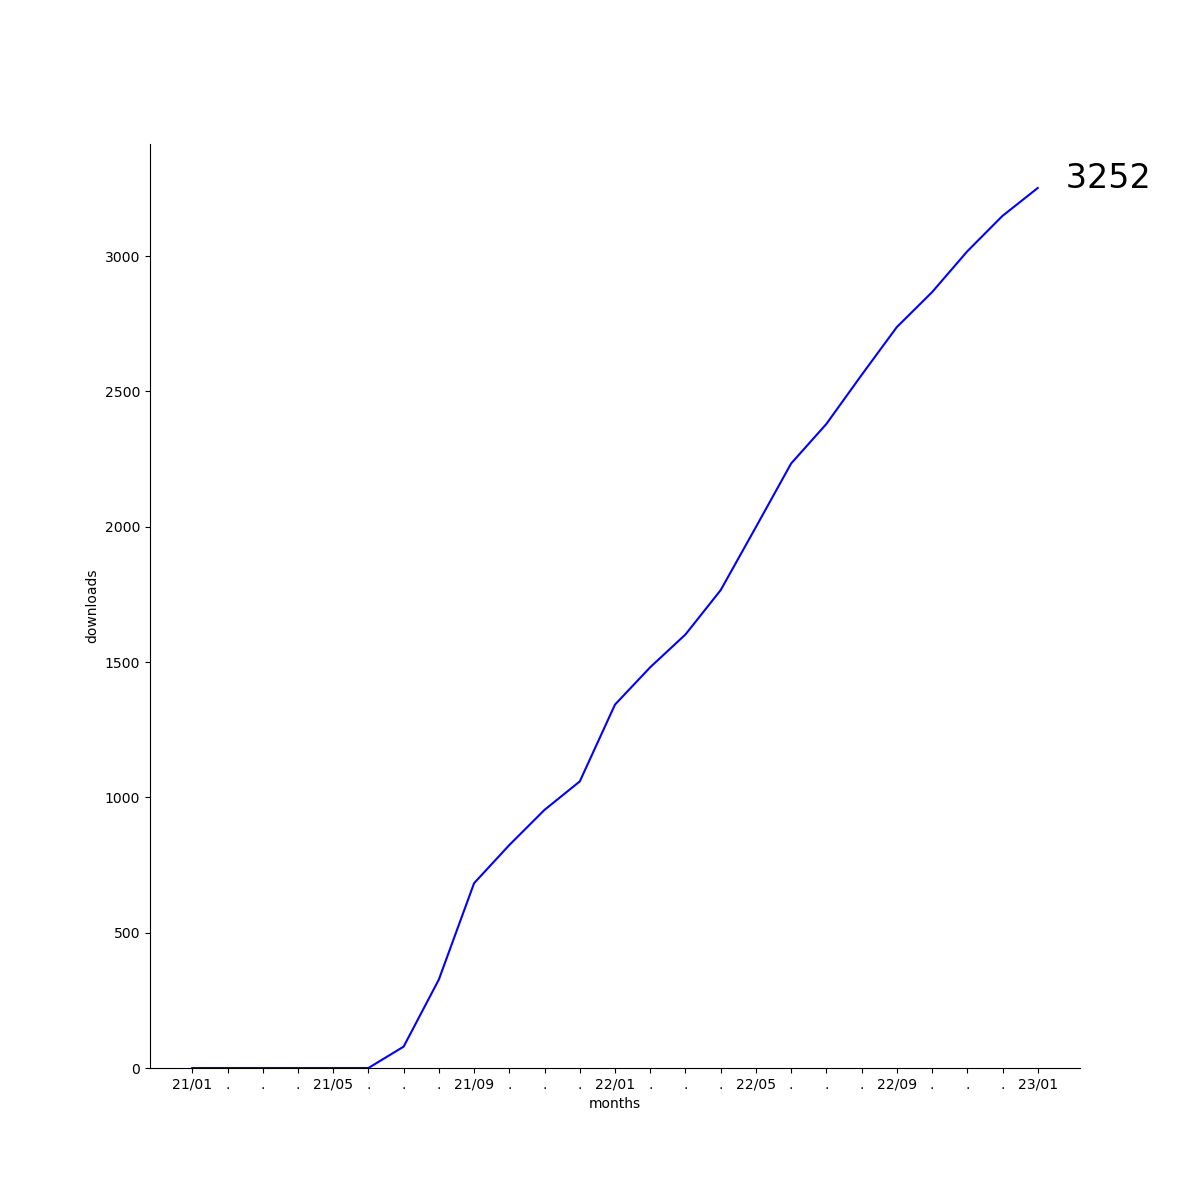 3252
3000
2500
2000
1500
1000
500
0
downloads
21/01 . . . 21/05 . . . 21/09 . . . 22/01 . . . 22/05 . . . 22/09 . . . 23/01
months